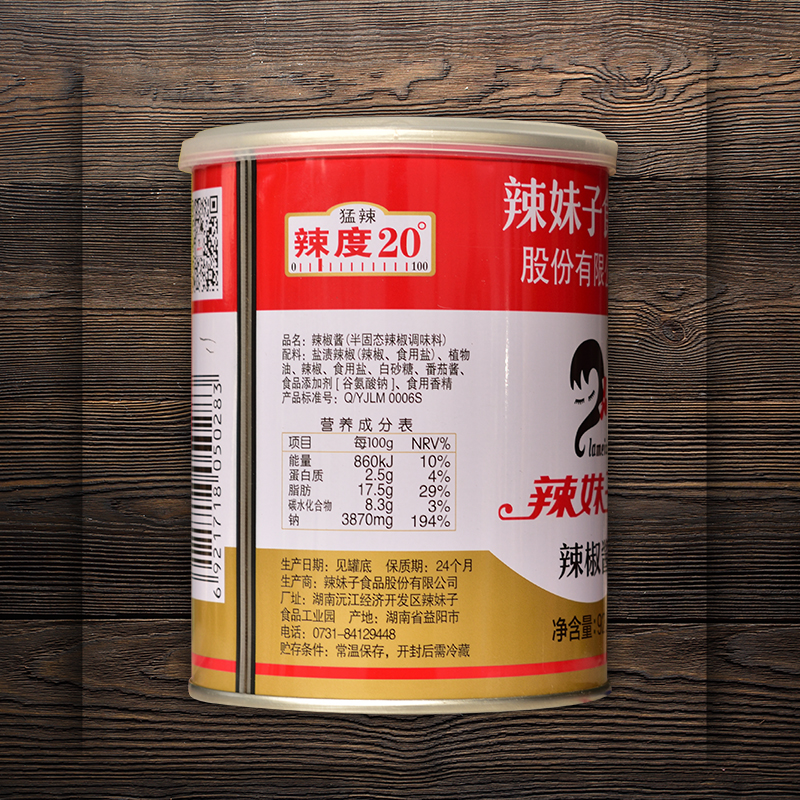 猛辣
辣度20°
0 100
辣妹子食
股份有限
品名：辣椒酱(半固态辣椒调味料)
配料：盐渍辣椒(辣椒、食用盐)、植物
油、辣椒、食用盐、白砂糖、番茄酱、
食品添加剂[谷氨酸钠]、食用香精
产品标准号：Q/YJLM 0006S
营养成分表
项目 每100g NRV%
能量 860kJ 10%
蛋白质 2.5g 4%
脂肪 17.5g 29%
碳水化合物 8.3g 3%
钠 3870mg 194%
生产日期：见罐底 保质期：24个月
生产商：辣妹子食品股份有限公司
厂址：湖南沅江经济开发区辣妹子
食品工业园 产地：湖南省益阳市
电话：0731-84129448
贮存条件：常温保存，开封后需冷藏
6921718050283
lame
辣妹
辣椒酱
净含量:9